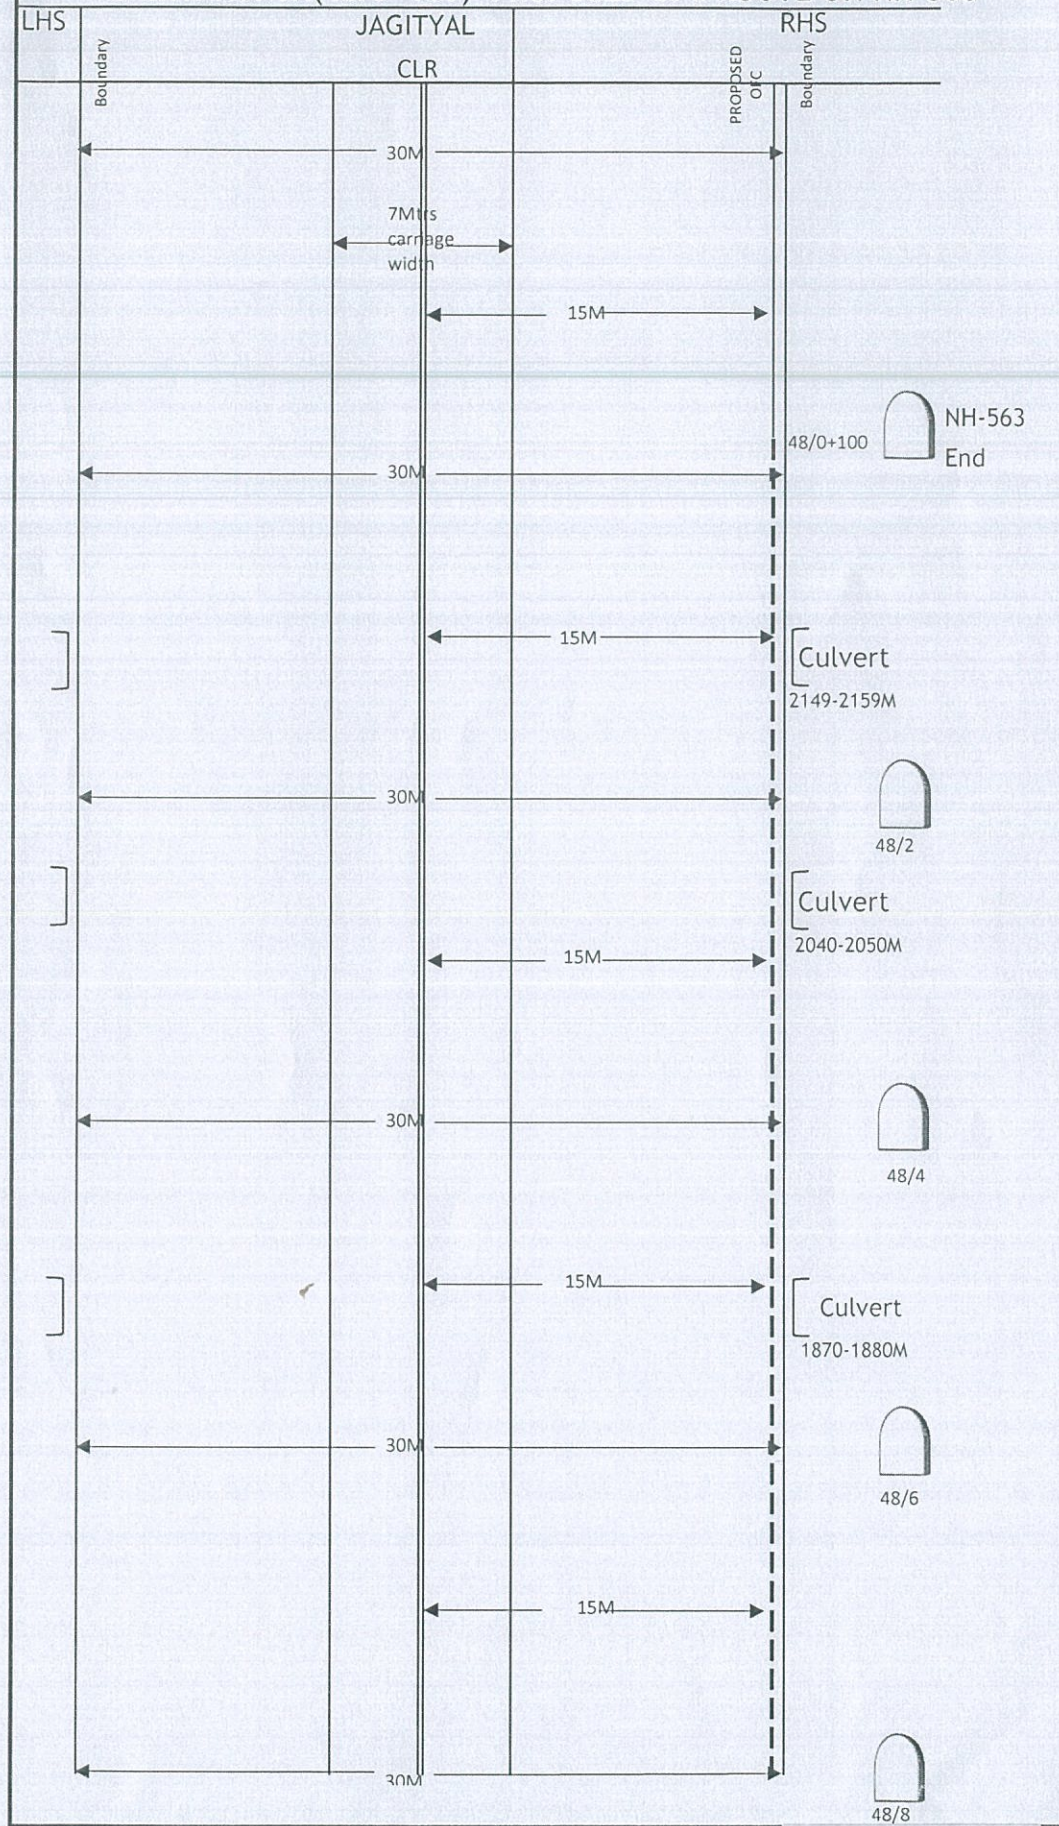 LHS
JAGITYAL
RHS
Boundary
CLR
PROPOSED
OFC
Boundary
30M
7Mtrs
carriage
width
15M
NH-563
48/0+100
End
30M
15M
Culvert
2149-2159M
30M
48/2
Culvert
2040-2050M
15M
30M
48/4
15M
Culvert
1870-1880M
30M
48/6
15M
30M
48/8